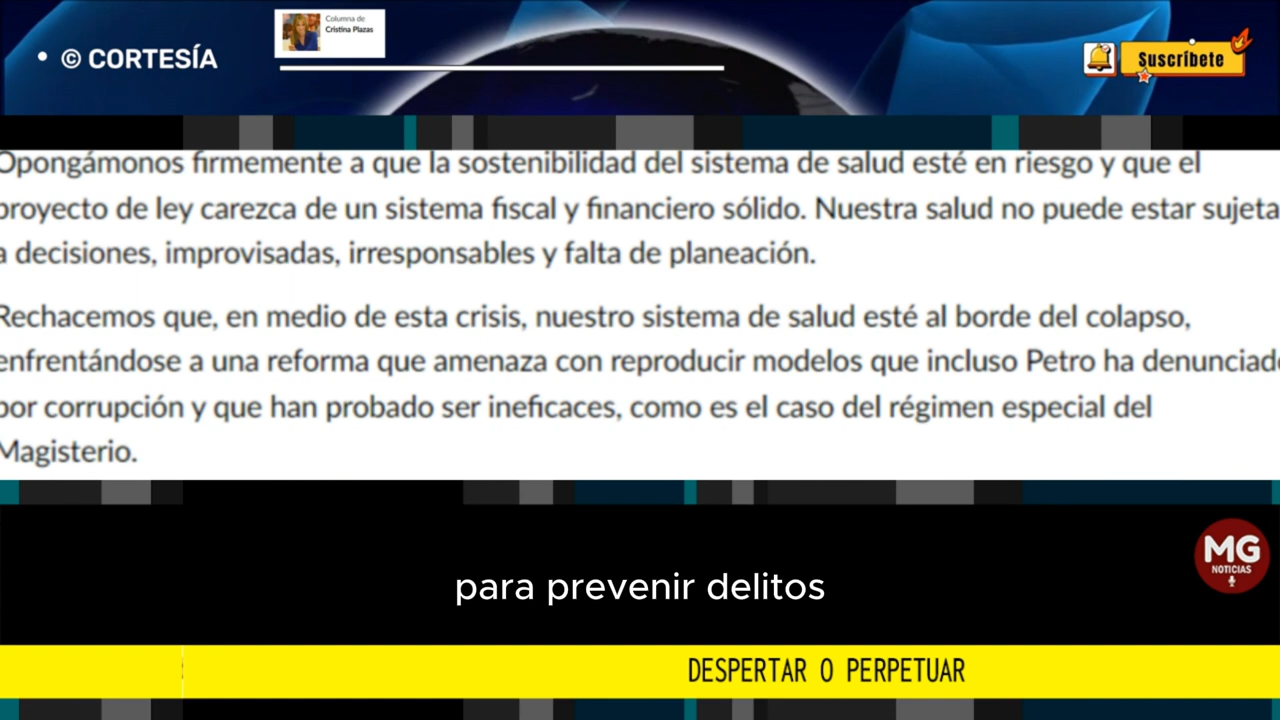 Columna de
Cristina Plazas
• © CORTESÍA
Suscríbete
Opongámonos firmemente a que la sostenibilidad del sistema de salud esté en riesgo y que el
proyecto de ley carezca de un sistema fiscal y financiero sólido. Nuestra salud no puede estar sujeta
a decisiones, improvisadas, irresponsables y falta de planeación.
Rechacemos que, en medio de esta crisis, nuestro sistema de salud esté al borde del colapso,
enfrentándose a una reforma que amenaza con reproducir modelos que incluso Petro ha denunciado
por corrupción y que han probado ser ineficaces, como es el caso del régimen especial del
Magisterio.
MG
NOTICIAS
para prevenir delitos
DESPERTAR O PERPETUAR